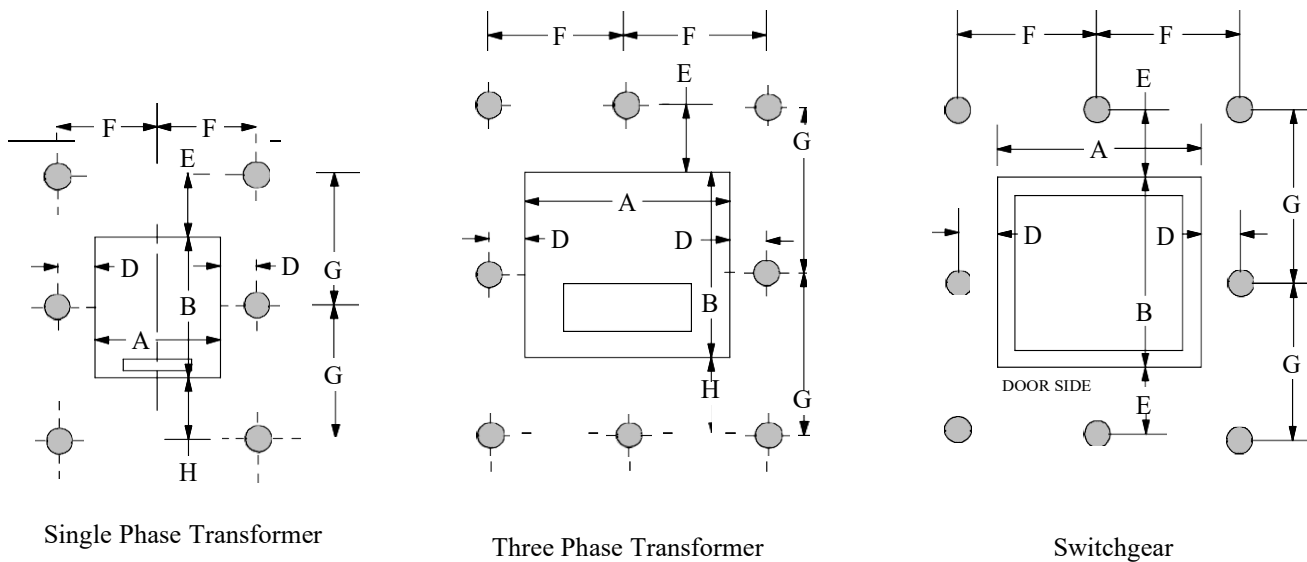 F F
E
D D
B
A
G
G
H
Single Phase Transformer
F F
E
G
A
D D
B
H
G
Three Phase Transformer
F F
E
A
G
D D
B
DOOR SIDE
G
E
Switchgear